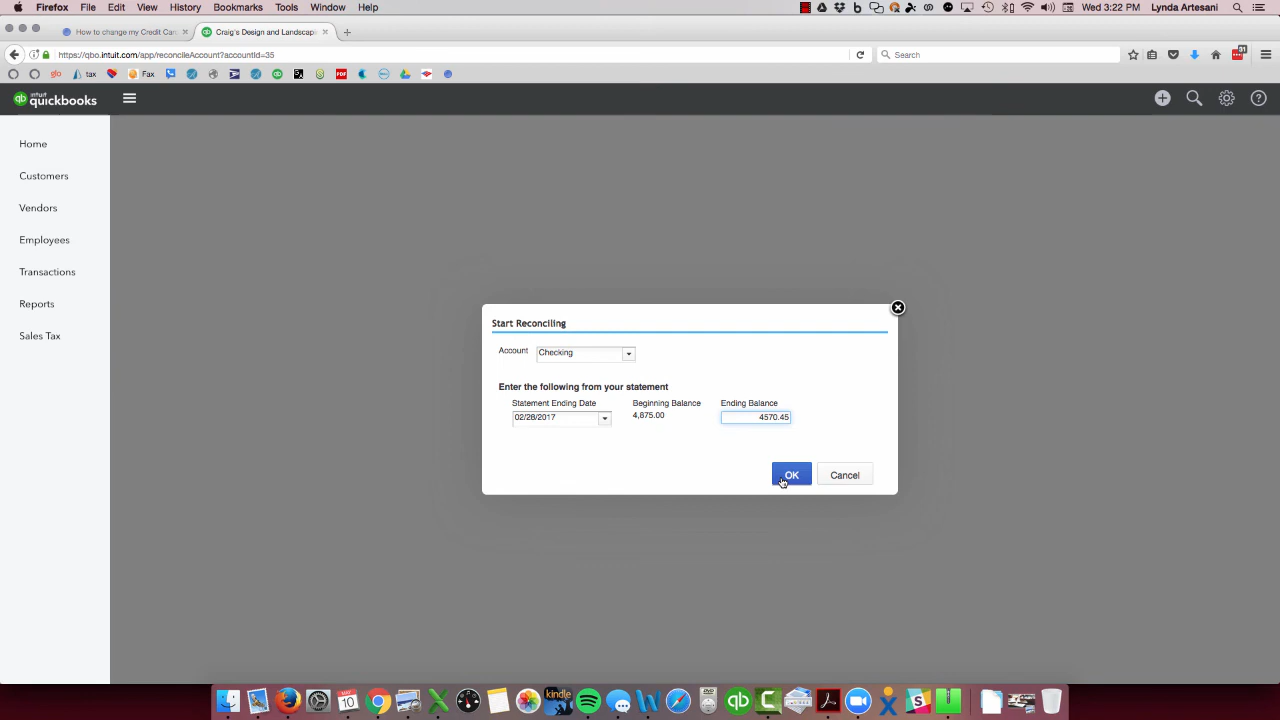 Firefox File Edit View History Bookmarks Tools Window Help Wed 3:22 PM Lynda Artesani
How to change my Credit Card Craig's Design and Landscap
https://qbo.intuit.com/app/reconcileAccount?accountId=35 Search
tax Fax 51
intuit quickbooks
Home
Customers
Vendors
Employees
Transactions
Reports
Sales Tax
Start Reconciling
Account Checking
Enter the following from your statement
Statement Ending Date Beginning Balance Ending Balance
02/28/2017 4,875.00 4570.45
OK Cancel